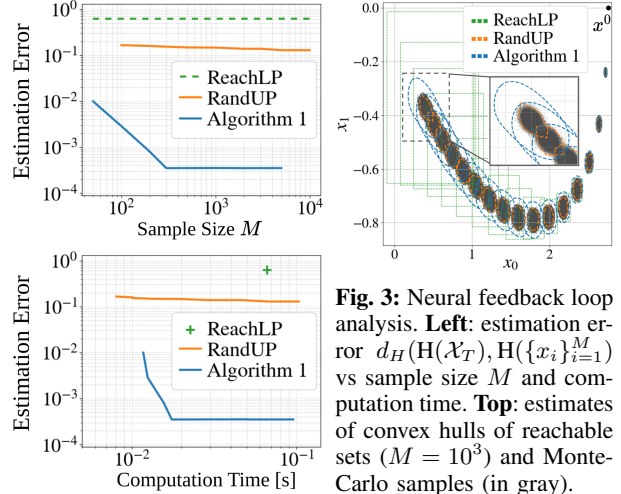 Estimation Error
10^0
10^{-1}
10^{-2}
10^{-3}
10^{-4}
ReachLP
RandUP
Algorithm 1
10^2
10^3
10^4
Sample Size M
ReachLP
RandUP
Algorithm 1
x^0
x_1
-0.2
-0.4
-0.6
-0.8
0
1
2
x_0
Estimation Error
10^0
10^{-1}
10^{-2}
10^{-3}
10^{-4}
ReachLP
RandUP
Algorithm 1
10^{-2}
10^{-1}
Computation Time [s]
Fig. 3: Neural feedback loop
analysis. Left: estimation er-
ror d_H(H(\mathcal{X}_T), H(\{x_i\}_{i=1}^M)
vs sample size M and com-
putation time. Top: estimates
of convex hulls of reachable
sets (M = 10^3) and Monte-
Carlo samples (in gray).